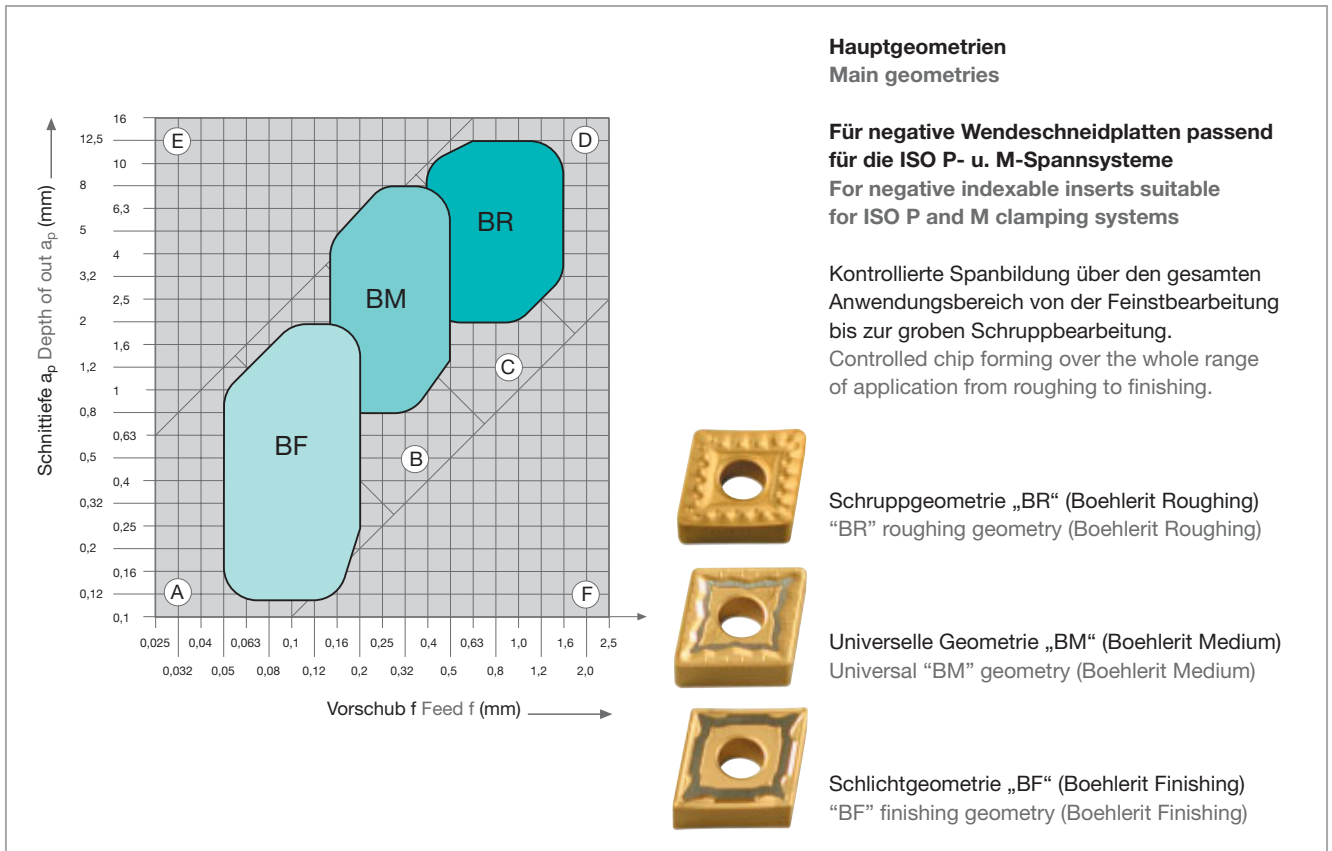 Hauptgeometrien
Main geometries
Für negative Wendeschneidplatten passend
für die ISO P- u. M-Spannsysteme
For negative indexable inserts suitable
for ISO P and M clamping systems
Kontrollierte Spanbildung über den gesamten
Anwendungsbereich von der Feinstbearbeitung
bis zur groben Schruppbearbeitung.
Controlled chip forming over the whole range
of application from roughing to finishing.
Schruppgeometrie „BR“ (Boehlerit Roughing)
“BR” roughing geometry (Boehlerit Roughing)
Universelle Geometrie „BM“ (Boehlerit Medium)
Universal “BM” geometry (Boehlerit Medium)
Schlichtgeometrie „BF“ (Boehlerit Finishing)
“BF” finishing geometry (Boehlerit Finishing)
Schnittiefe ap Depth of out ap (mm)
16
12,5
10
8
6,3
5
4
3,2
2,5
2
1,6
1,2
1
0,8
0,63
0,5
0,4
0,32
0,25
0,2
0,16
0,12
0,1
E
D
BR
BM
C
BF
B
A
F
0,025 0,04 0,063 0,1 0,16 0,25 0,4 0,63 1,0 1,6 2,5
0,032 0,05 0,08 0,12 0,2 0,32 0,5 0,8 1,2 2,0
Vorschub f Feed f (mm)